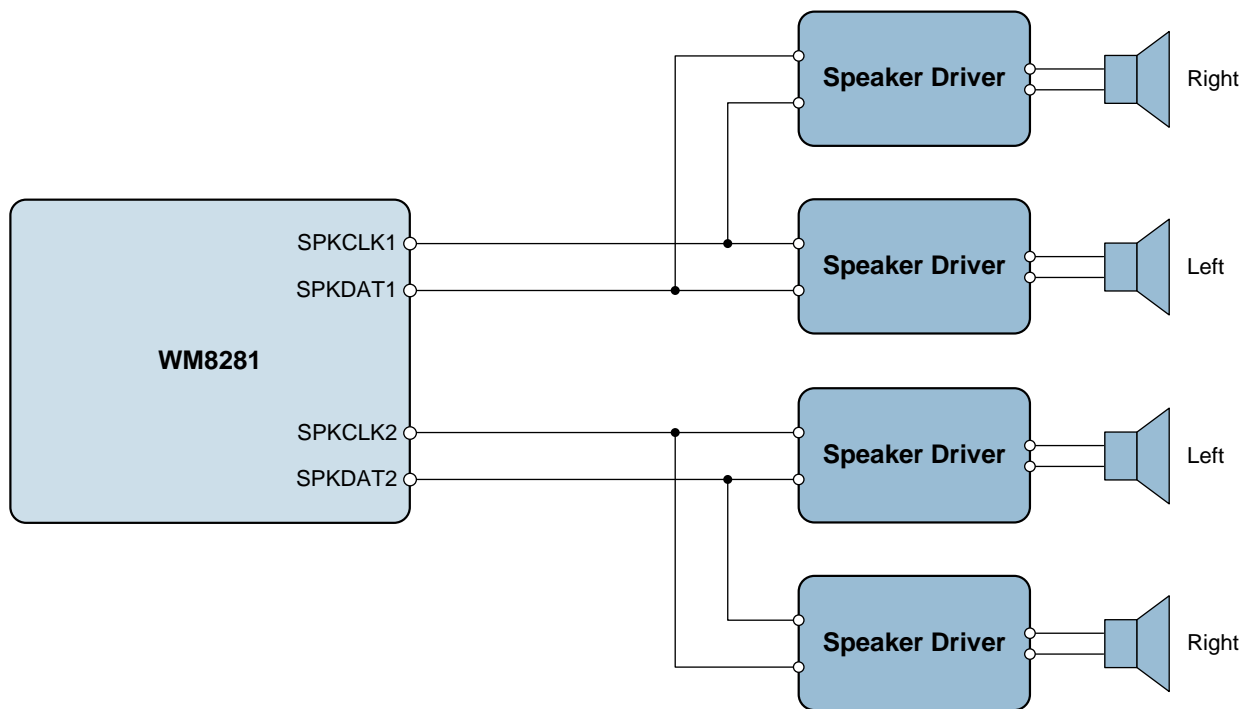 Speaker Driver
Right
SPKCLK1
SPKDAT1
Speaker Driver
Left
WM8281
SPKCLK2
SPKDAT2
Speaker Driver
Left
Speaker Driver
Right